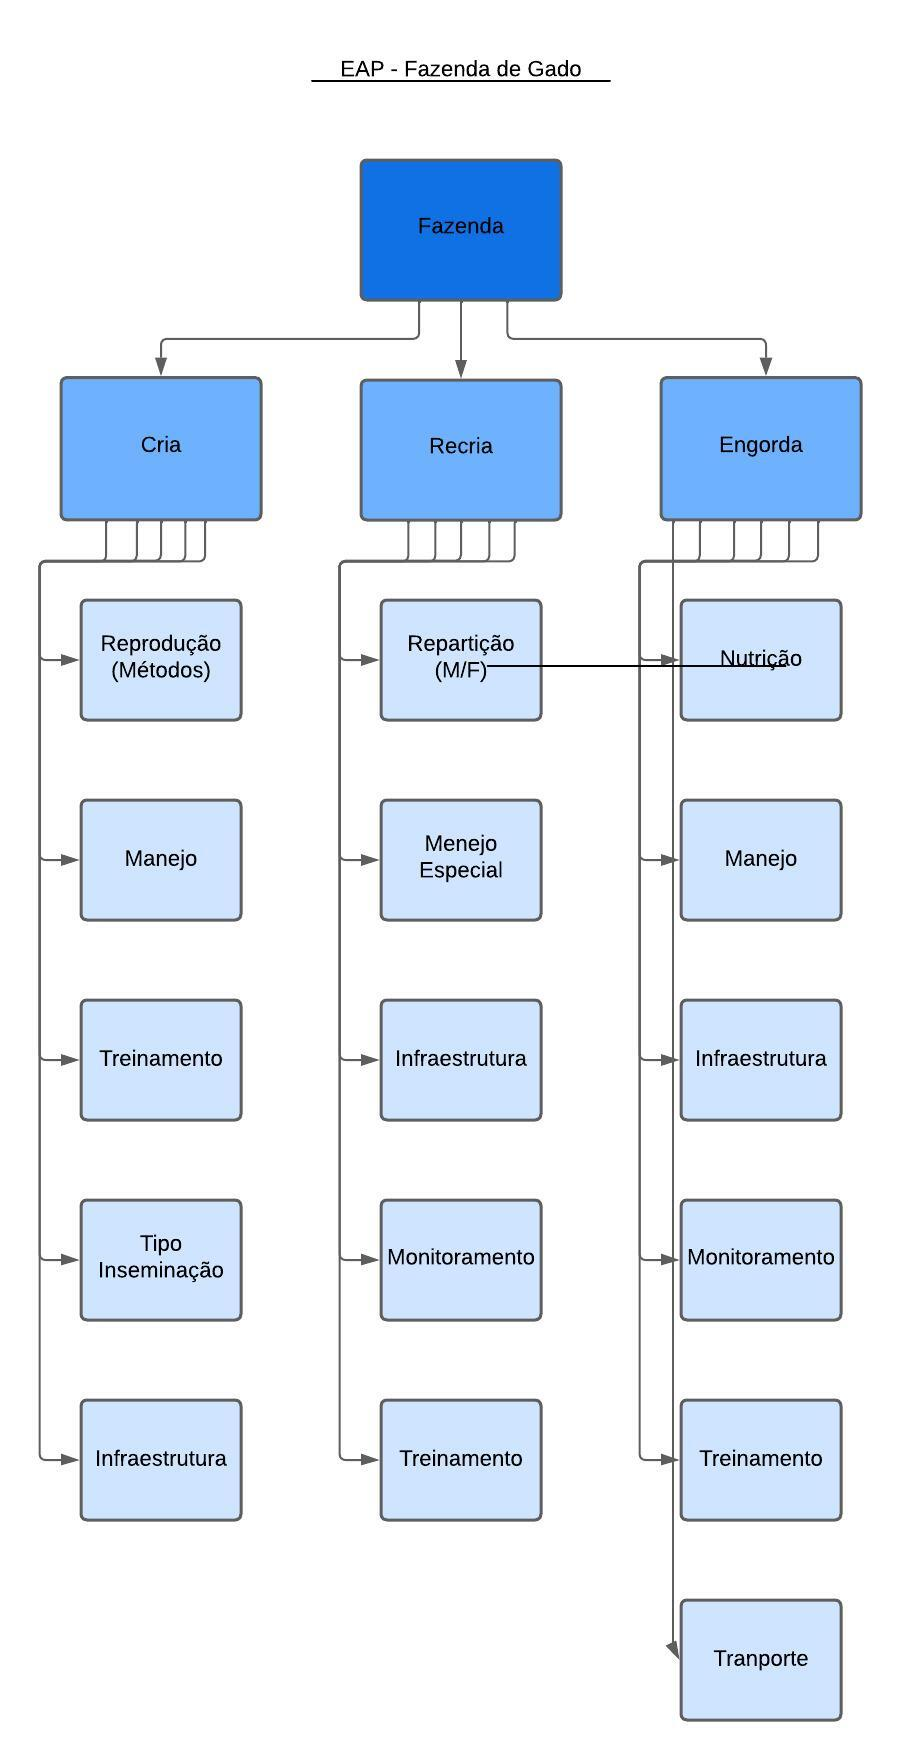 EAP - Fazenda de Gado
Fazenda
Cria
Recria
Engorda
Reprodução
(Métodos)
Repartição
(M/F)
Nutrição
Manejo
Menejo
Especial
Manejo
Treinamento
Infraestrutura
Infraestrutura
Tipo
Inseminação
Monitoramento
Monitoramento
Infraestrutura
Treinamento
Treinamento
Tranporte